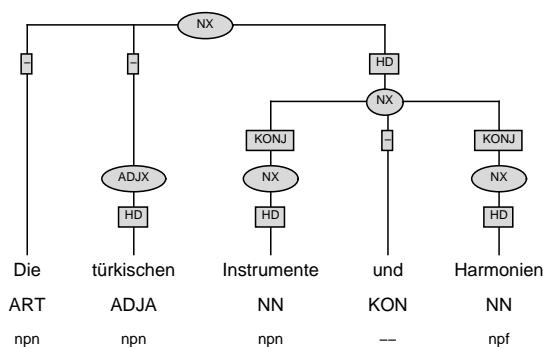 NX
– – HD
NX
KONJ – KONJ
ADJX NX NX
HD HD HD
Die türkischen Instrumente und Harmonien
ART ADJA NN KON NN
npn npn npn –– npf